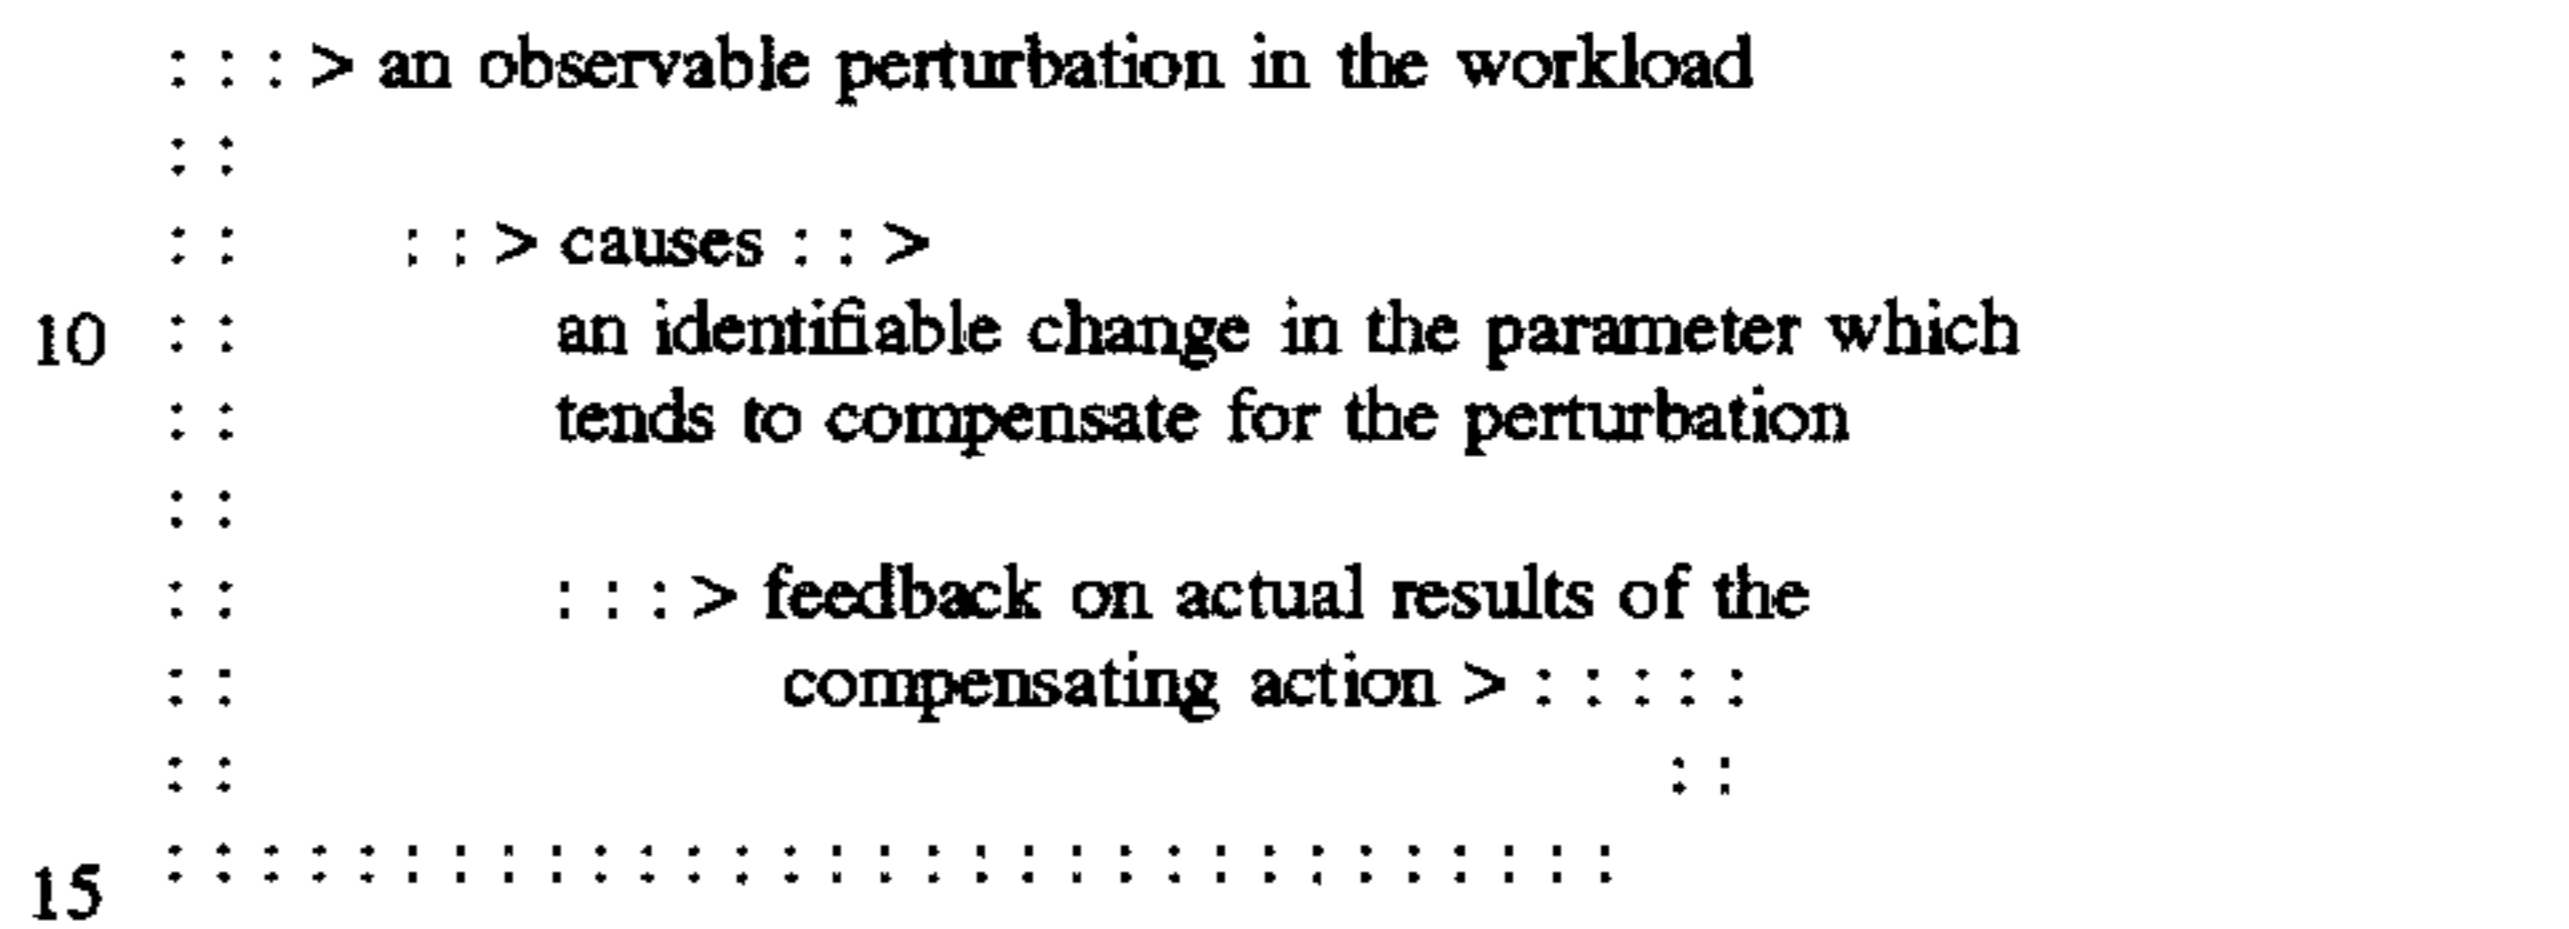 : : : > an observable perturbation in the workload
: :
: : : : > causes : : >
10 : : an identifiable change in the parameter which
: : tends to compensate for the perturbation
: :
: : : : : > feedback on actual results of the
: : compensating action > : : : : :
: : : :
15 : : : : : : : : : : : : : : : : : : : : : : : : : : : : : : :